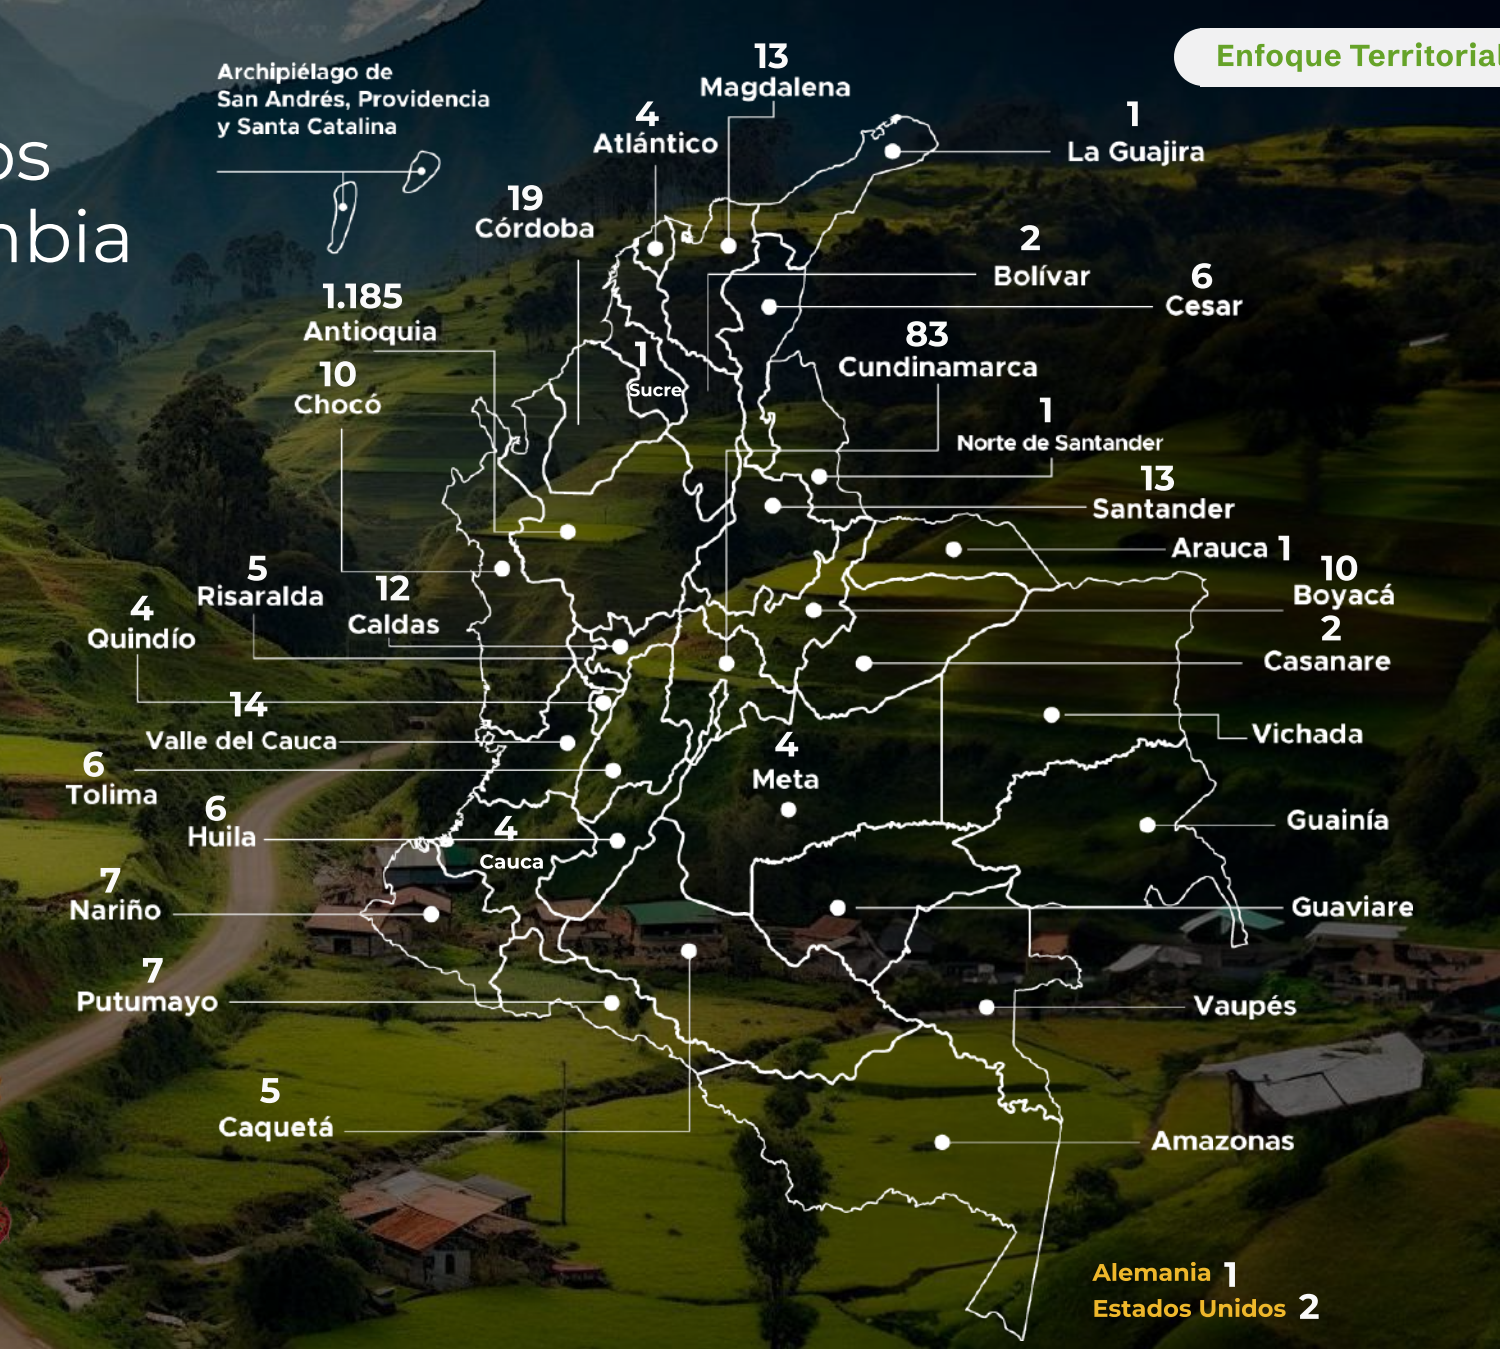 Enfoque Territorial
os
mbia
Archipiélago de
San Andrés, Providencia
y Santa Catalina
13
Magdalena
4
Atlántico
1
La Guajira
19
Córdoba
2
Bolívar
6
Cesar
1.185
Antioquia
83
Cundinamarca
1
Sucre
10
Chocó
1
Norte de Santander
13
Santander
Arauca 1
10
Boyacá
5
Risaralda
12
Caldas
4
Quindío
2
Casanare
14
Valle del Cauca
Vichada
4
Meta
6
Tolima
6
Huila
4
Cauca
Guainía
7
Nariño
Guaviare
7
Putumayo
Vaupés
5
Caquetá
Amazonas
Alemania 1
Estados Unidos 2